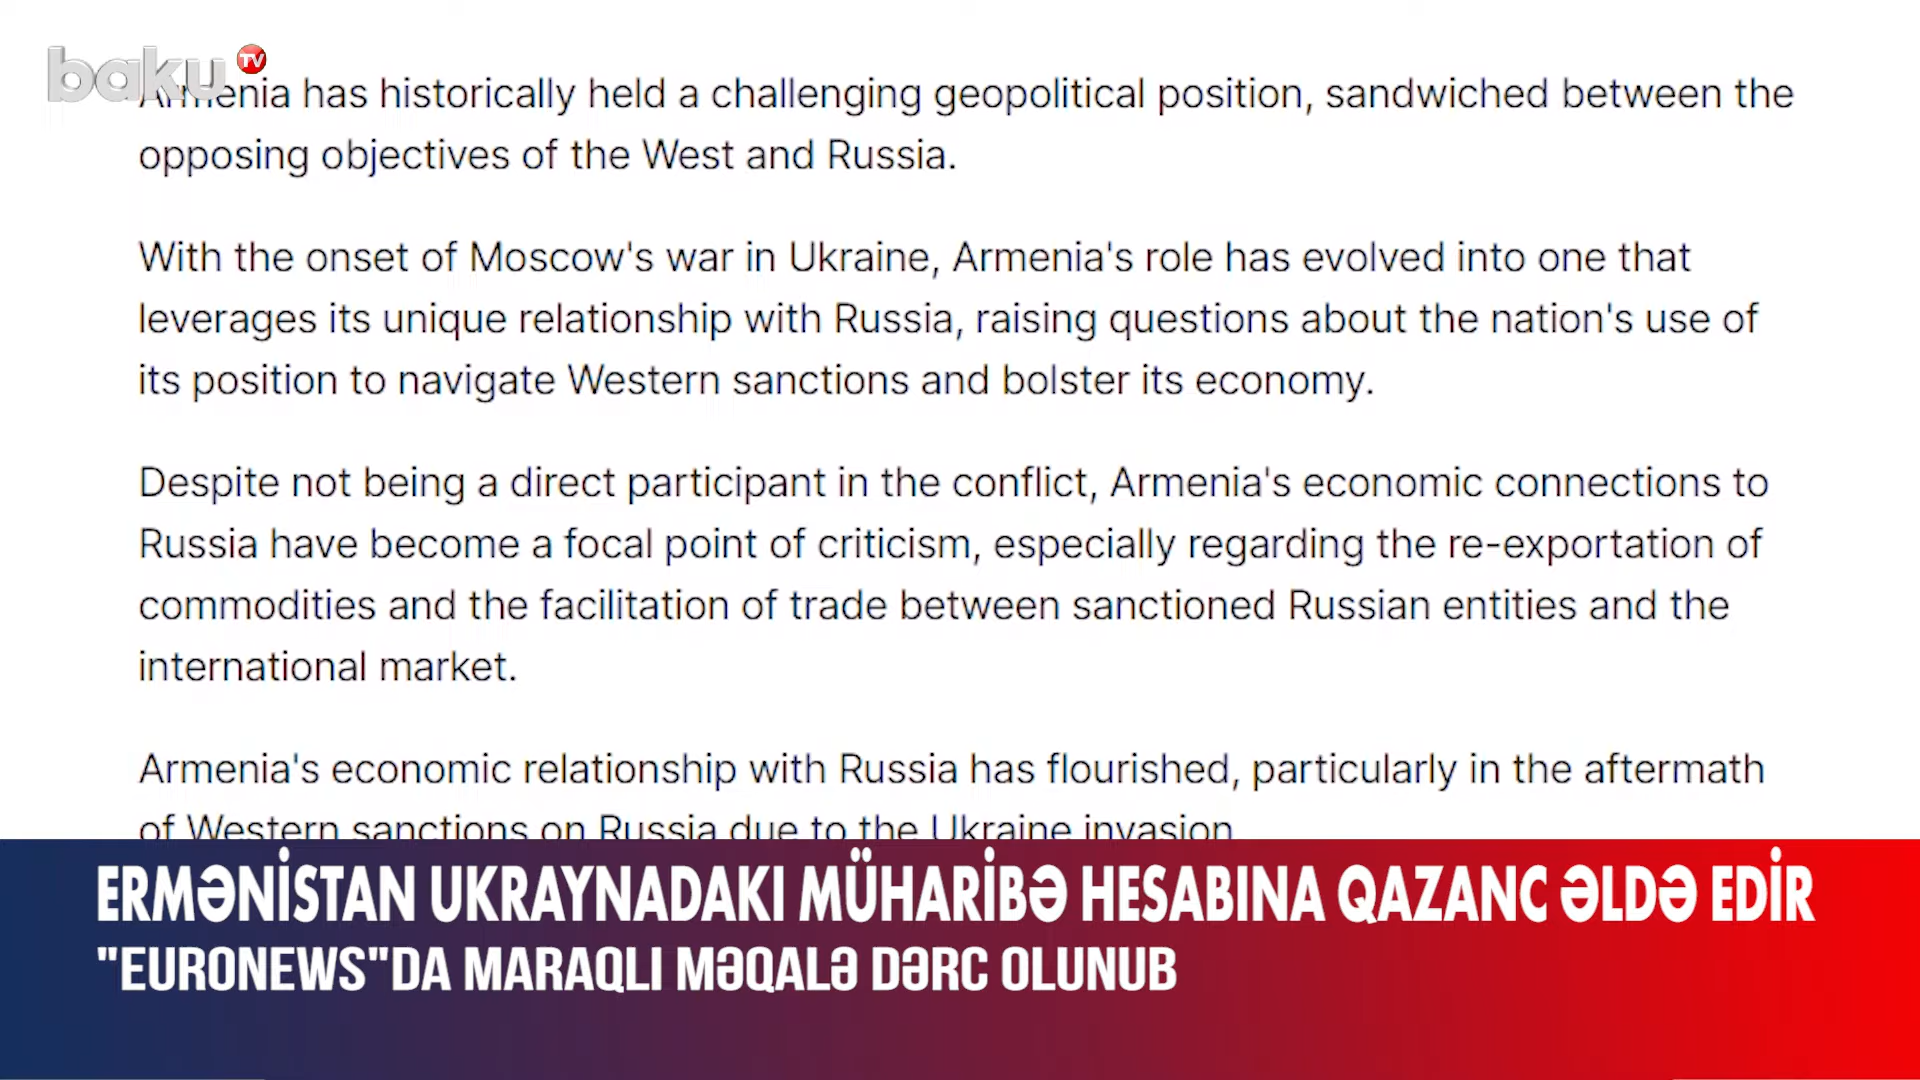 baku TV
Armenia has historically held a challenging geopolitical position, sandwiched between the
opposing objectives of the West and Russia.
With the onset of Moscow's war in Ukraine, Armenia's role has evolved into one that
leverages its unique relationship with Russia, raising questions about the nation's use of
its position to navigate Western sanctions and bolster its economy.
Despite not being a direct participant in the conflict, Armenia's economic connections to
Russia have become a focal point of criticism, especially regarding the re-exportation of
commodities and the facilitation of trade between sanctioned Russian entities and the
international market.
Armenia's economic relationship with Russia has flourished, particularly in the aftermath
of Western sanctions on Russia due to the Ukraine invasion
ERMƏNİSTAN UKRAYNADAKI MÜHARİBƏ HESABINA QAZANC ƏLDƏ EDİR
"EURONEWS"DA MARAQLI MƏQALƏ DƏRC OLUNUB